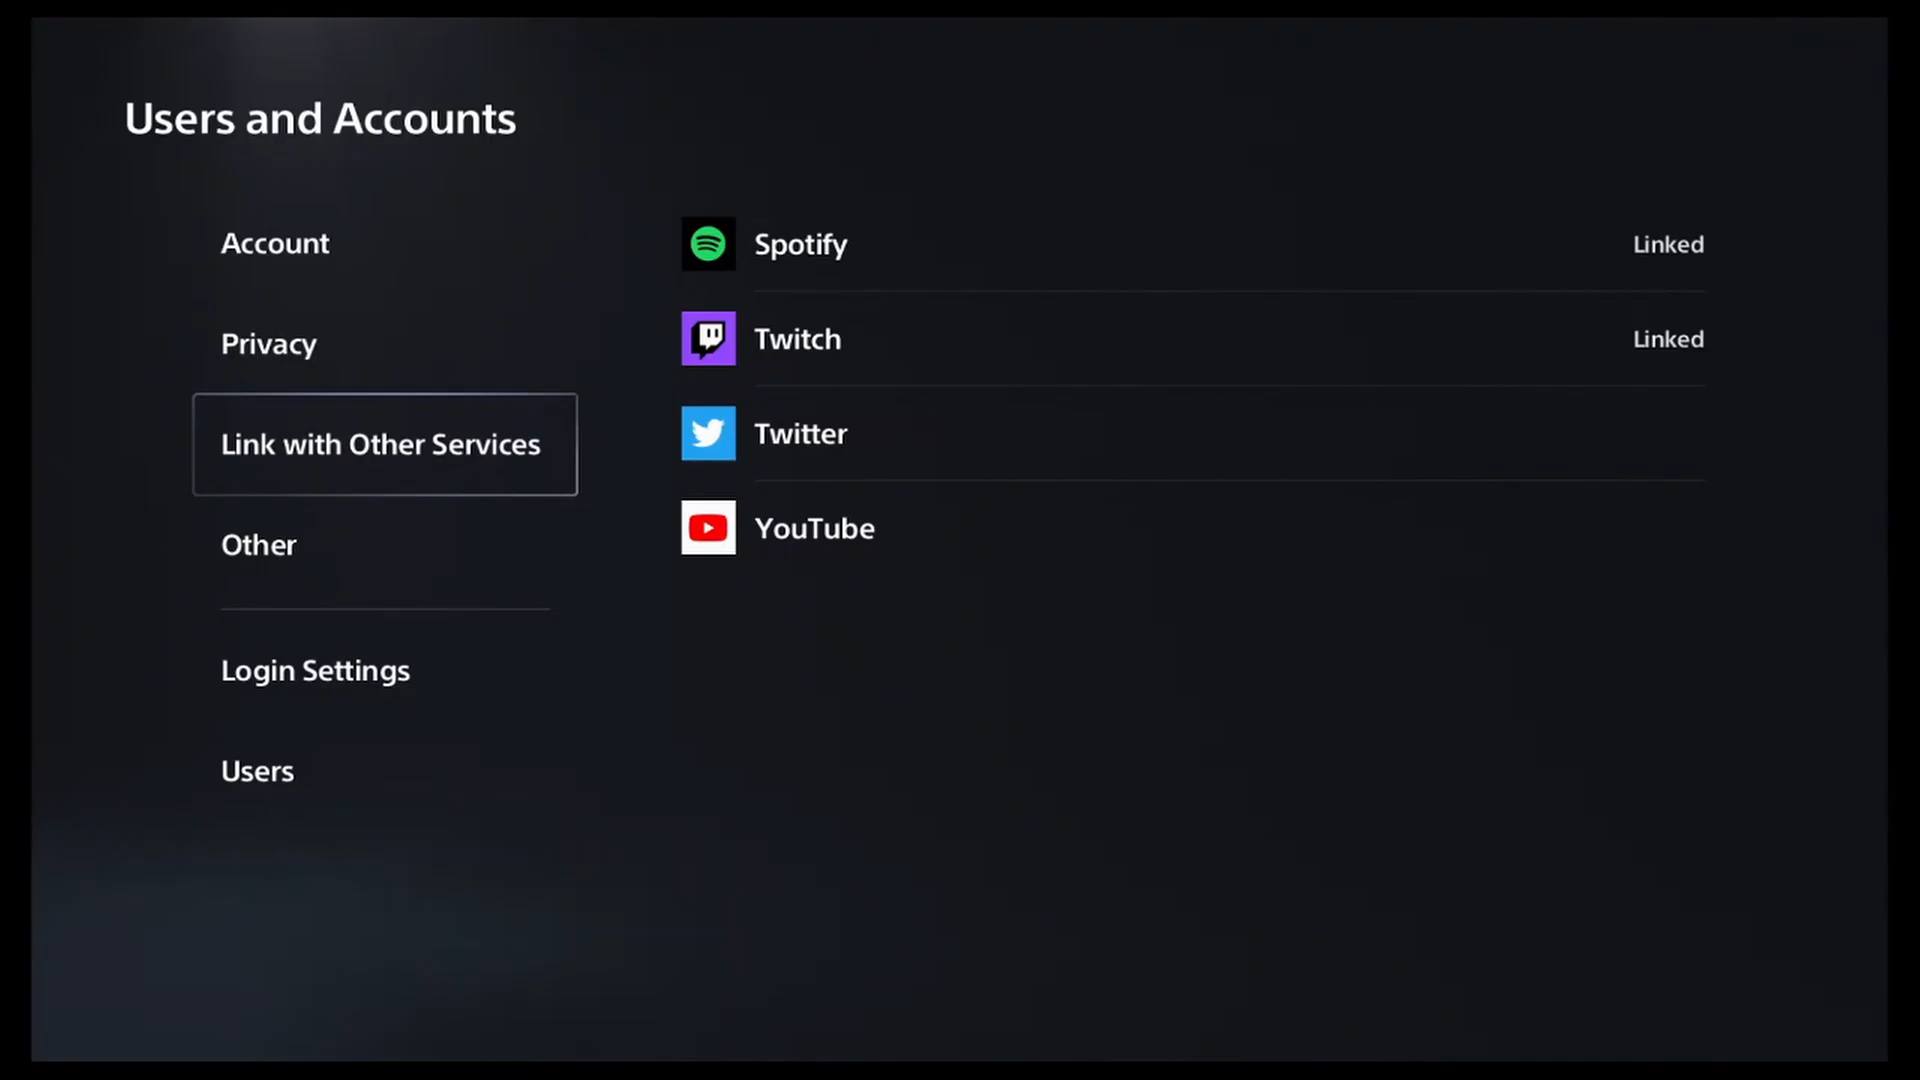 Users and Accounts
Account
Privacy
Link with Other Services
Other
Login Settings
Users
Spotify Linked
Twitch Linked
Twitter
YouTube